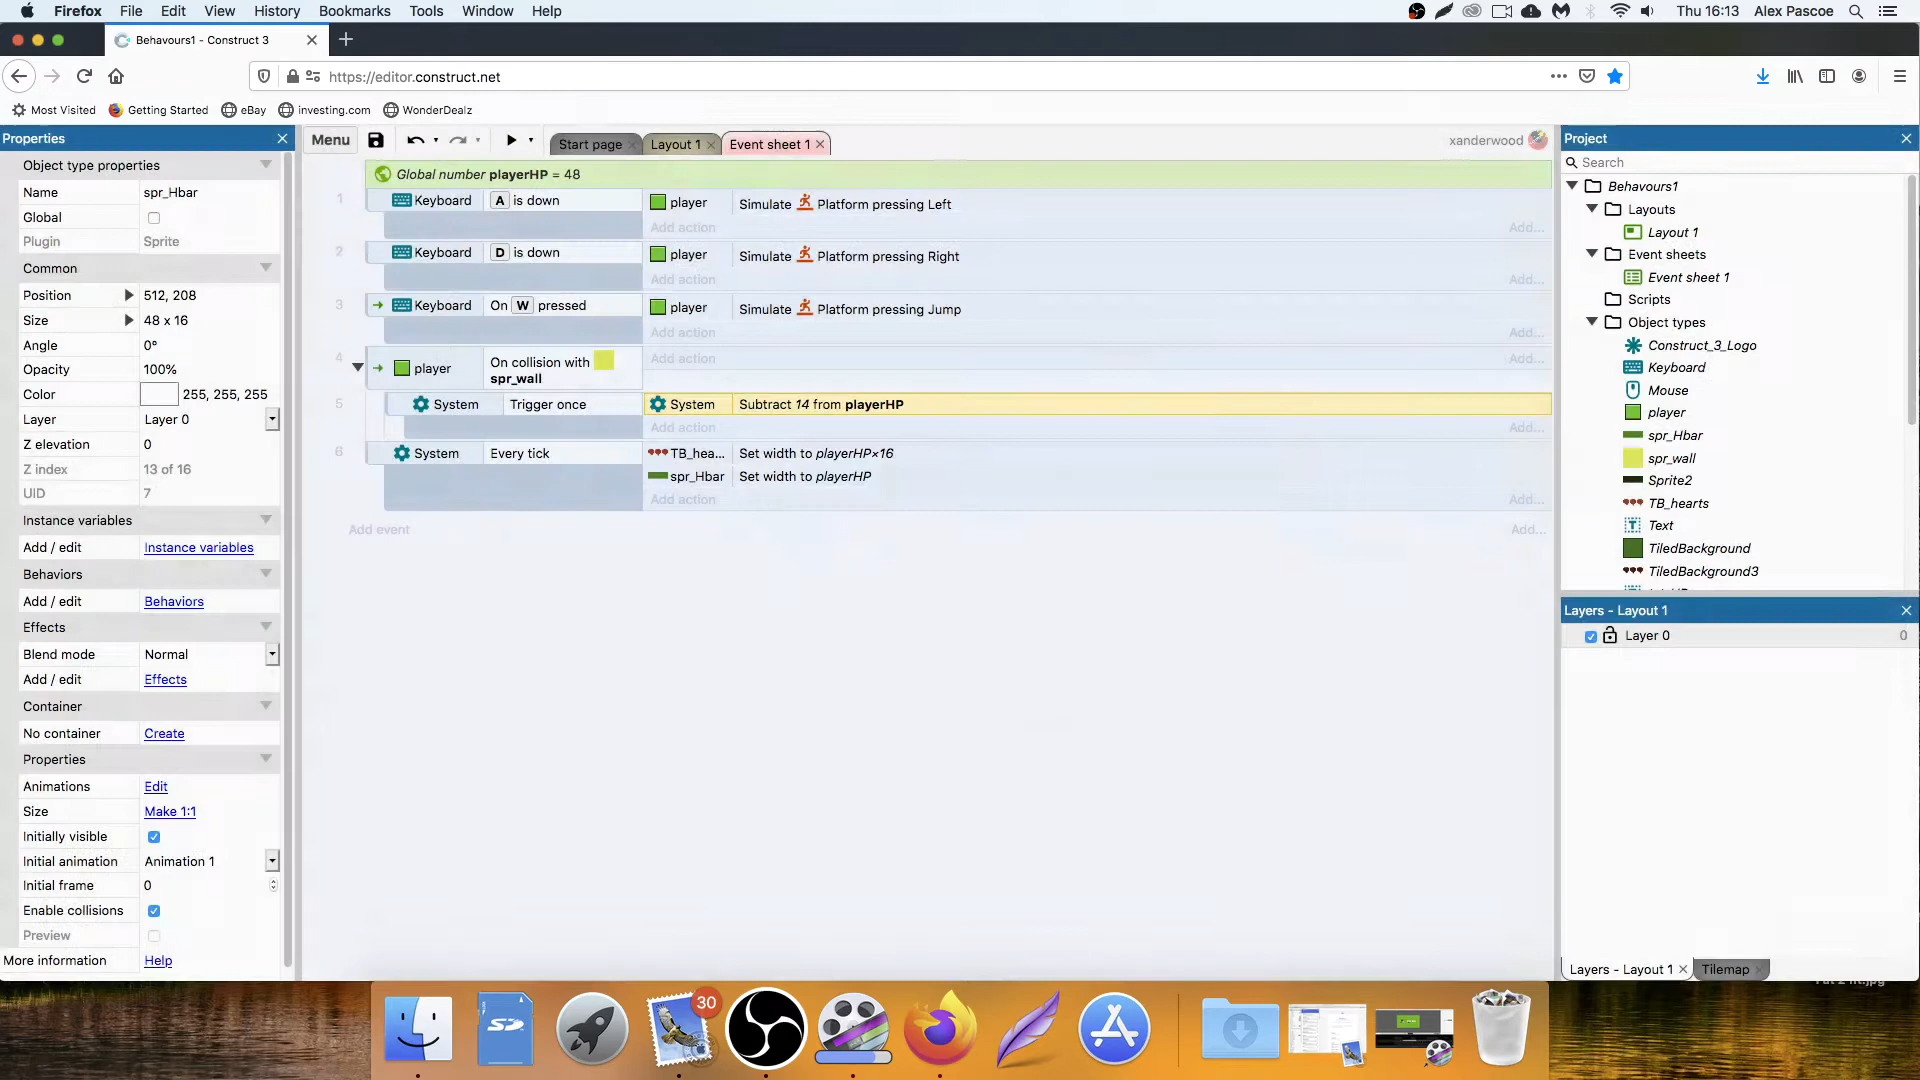 Firefox File Edit View History Bookmarks Tools Window Help Thu 16:13 Alex Pascoe
Behavours1 - Construct 3
https://editor.construct.net
Most Visited Getting Started eBay investing.com WonderDealz
Properties
Object type properties
Name spr_Hbar
Global
Plugin Sprite
Common
Position 512, 208
Size 48 x 16
Angle 0°
Opacity 100%
Color 255, 255, 255
Layer Layer 0
Z elevation 0
Z index 13 of 16
UID 7
Instance variables
Add / edit Instance variables
Behaviors
Add / edit Behaviors
Effects
Blend mode Normal
Add / edit Effects
Container
No container Create
Properties
Animations Edit
Size Make 1:1
Initially visible
Initial animation Animation 1
Initial frame 0
Enable collisions
Preview
More information Help
Menu Start page Layout 1 Event sheet 1 xanderwood
Global number playerHP = 48
1 Keyboard A is down player Simulate Platform pressing Left
Add action Add...
2 Keyboard D is down player Simulate Platform pressing Right
Add action Add...
3 Keyboard On W pressed player Simulate Platform pressing Jump
Add action Add...
4 player On collision with spr_wall Add action Add...
5 System Trigger once System Subtract 14 from playerHP
Add action Add...
6 System Every tick TB_hea... Set width to playerHP×16
spr_Hbar Set width to playerHP
Add action Add...
Add event Add...
Project
Search
Behavours1
Layouts
Layout 1
Event sheets
Event sheet 1
Scripts
Object types
Construct_3_Logo
Keyboard
Mouse
player
spr_Hbar
spr_wall
Sprite2
TB_hearts
Text
TiledBackground
TiledBackground3
Layers - Layout 1
Layer 0 0
Layers - Layout 1 Tilemap
30